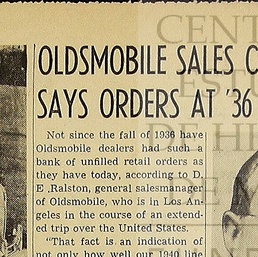 OLDSMOBILE SALES C
SAYS ORDERS AT '36
Not since the fall of 1936 have
Oldsmobile dealers had such a
bank of unfilled retail orders as
they have today, according to D.
E .Ralston, general salesmanager
of Oldsmobile, who is in Los An-
geles in the course of an extend-
ed trip over the United States.
"That fact is an indication of
not only how well our 1940 line